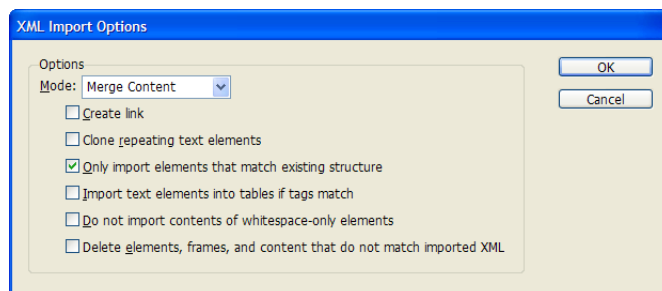 XML Import Options
Options
OK
Mode: Merge Content
Cancel
Create link
Clone repeating text elements
Only import elements that match existing structure
Import text elements into tables if tags match
Do not import contents of whitespace-only elements
Delete elements, frames, and content that do not match imported XML